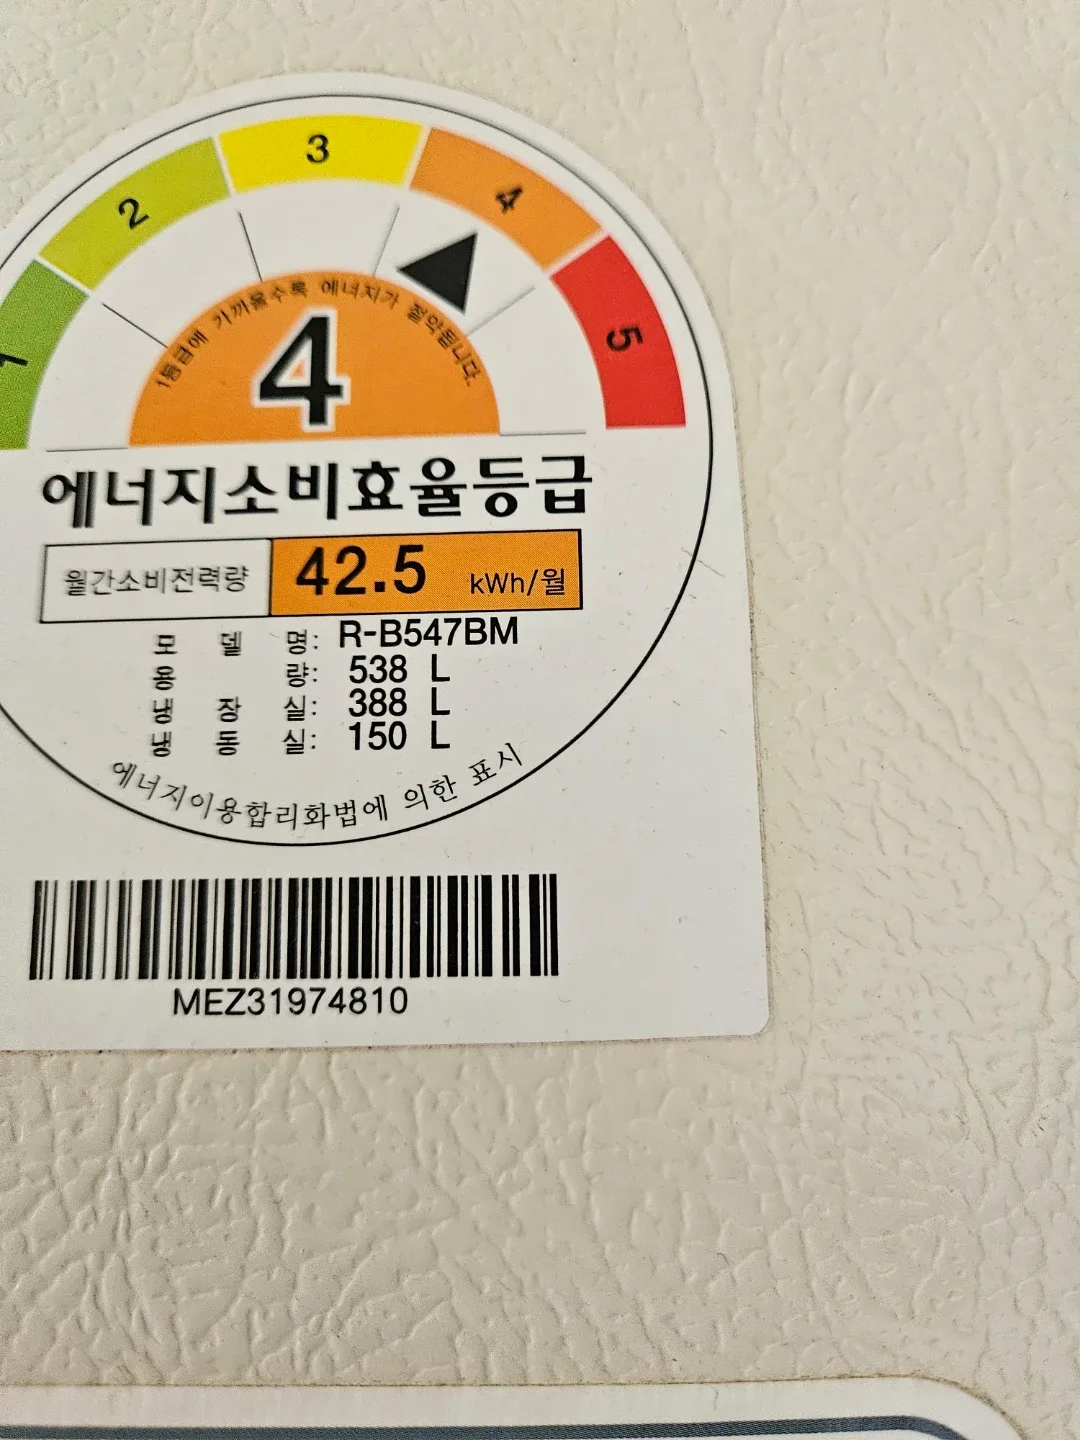 1
2
3
4
5
1등급에 가까울수록 에너지가 절약됩니다.
4
에너지소비효율등급
월간소비전력량 42.5 kWh/월
모 델 명: R-B547BM
용 량: 538 L
냉 장 실: 388 L
냉 동 실: 150 L
에너지이용합리화법에 의한 표시
MEZ31974810